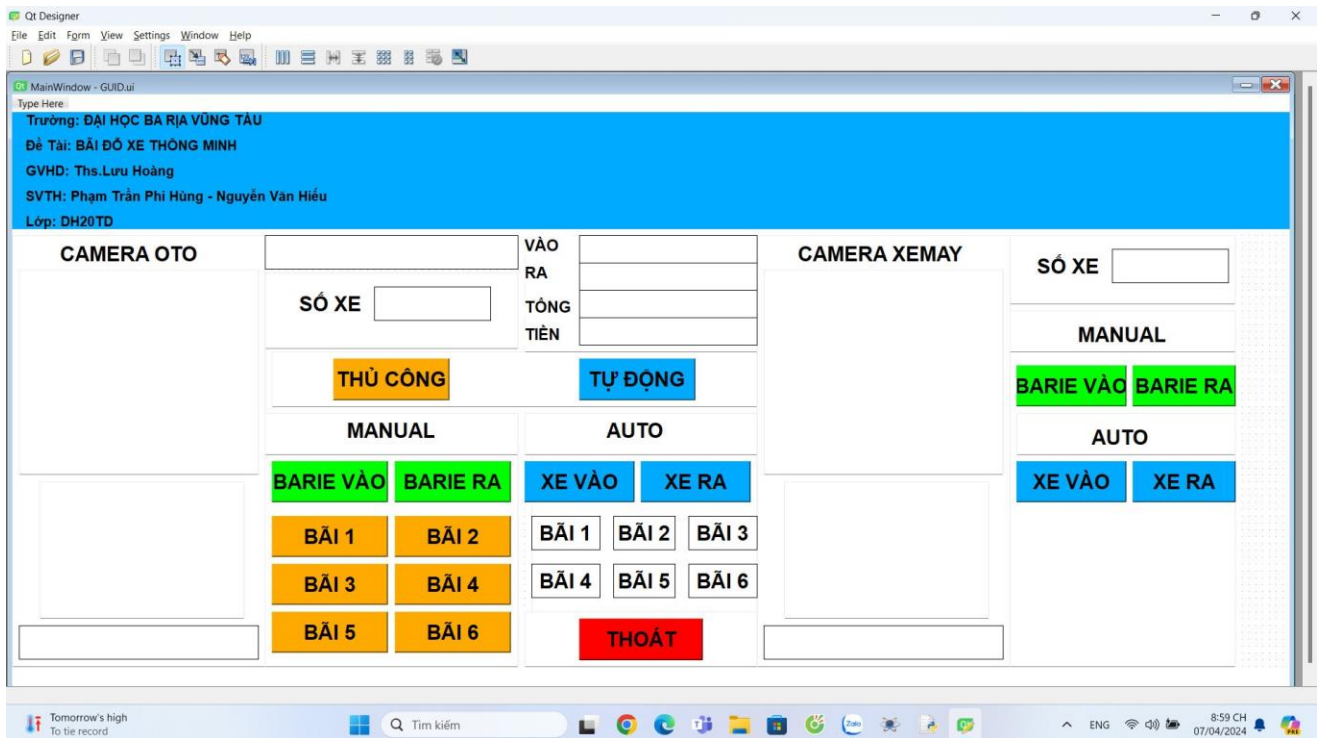 Qt Designer
File Edit Form View Settings Window Help
MainWindow - GUID.ui
Type Here
Trường: ĐẠI HỌC BA RỊA VŨNG TÀU
Đề Tài: BÃI ĐỖ XE THÔNG MINH
GVHD: Ths.Lưu Hoàng
SVTH: Phạm Trần Phi Hùng - Nguyễn Văn Hiếu
Lớp: DH20TD
CAMERA OTO
SỐ XE
VÀO
RA
TỔNG
TIỀN
CAMERA XEMAY
SỐ XE
THỦ CÔNG
TỰ ĐỘNG
MANUAL
BARIE VÀO BARIE RA
MANUAL
AUTO
AUTO
BARIE VÀO BARIE RA
XE VÀO XE RA
XE VÀO XE RA
BÃI 1 BÃI 2
BÃI 3 BÃI 4
BÃI 5 BÃI 6
BÃI 1 BÃI 2 BÃI 3
BÃI 4 BÃI 5 BÃI 6
THOÁT
Tomorrow's high
To tie record
Tìm kiếm
Zalo
ENG
8:59 CH
07/04/2024
PRE